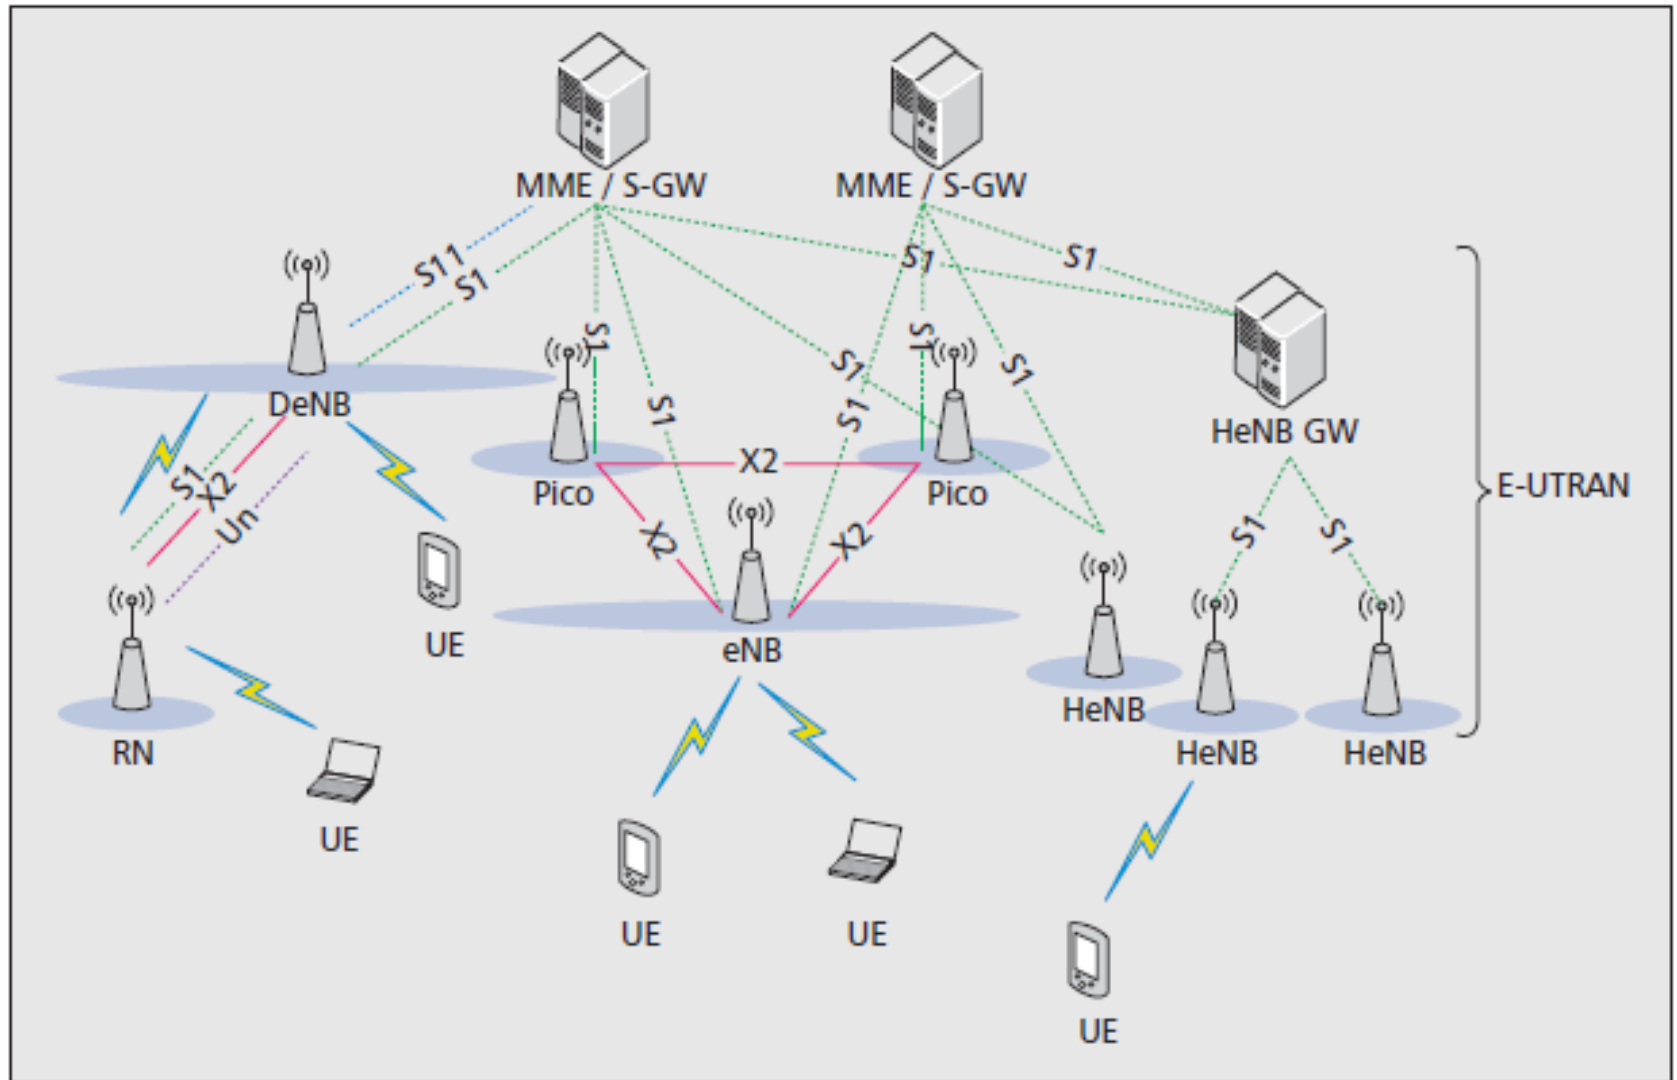 MME / S-GW
MME / S-GW
S11
S1
S1
S1
DeNB
S1
S1
S1
S1
HeNB GW
S1
S1
X2
Pico
Pico
E-UTRAN
S1
X2
Un
X2
X2
S1
S1
UE
eNB
HeNB
HeNB
HeNB
RN
UE
UE
UE
UE